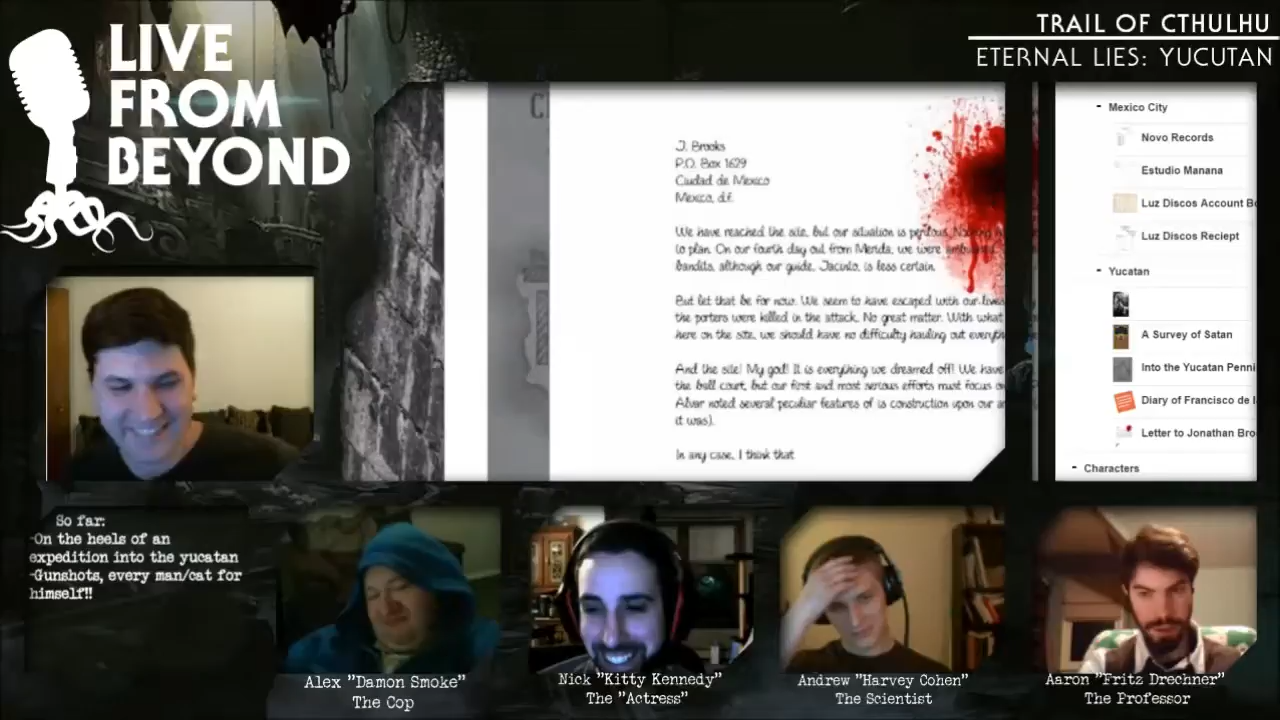 LIVE
FROM
BEYOND
TRAIL OF CTHULHU
ETERNAL LIES: YUCUTAN
C
J. Brooks
P.O. Box 1629
Ciudad de Mexico
Mexico, d.f.
We have reached the site, but our situation is perilous. Nothing
to plan. On our fourth day out from Merida, we were
bandits, although our guide, Jacinto, is less certain.
But let that be for now. We seem to have escaped with our lives
the porters were killed in the attack. No great matter. With what
here on the site, we should have no difficulty hauling out everyth
And the site! My god! It is everything we dreamed of! We have
the ball court, but our first and most serious efforts must focus on
Alvar noted several peculiar features of is construction upon our ar
it was).
In any case, I think that
- Mexico City
Novo Records
Estudio Manana
Luz Discos Account Bo
Luz Discos Reciept
- Yucatan
A Survey of Satan
Into the Yucatan Penni
Diary of Francisco de
Letter to Jonathan Bro
- Characters
So far:
-On the heels of an
expedition into the yucatan
-Gunshots, every man/cat for
himself!!
Alex "Damon Smoke"
The Cop
Nick "Kitty Kennedy"
The "Actress"
Andrew "Harvey Cohen"
The Scientist
Aaron "Fritz Drechner"
The Professor